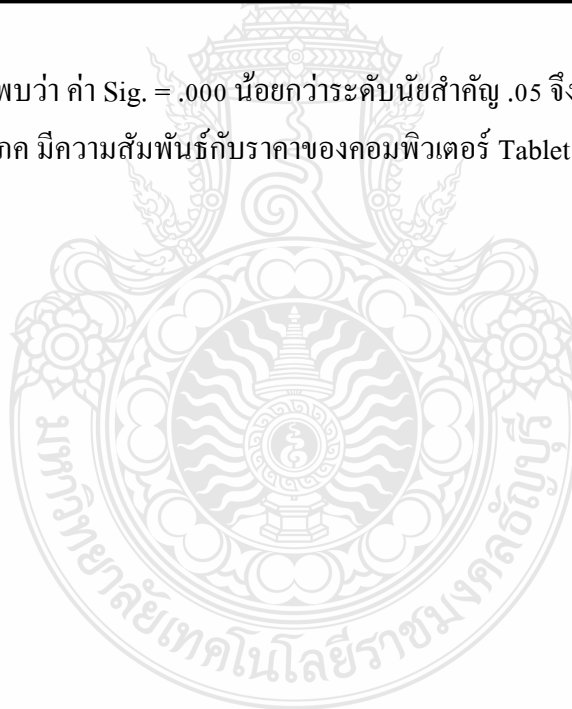 พบว่า ค่า Sig. = .000 น้อยกว่าระดับนัยสำคัญ .05 จึง
ภค มีความสัมพันธ์กับราคาของคอมพิวเตอร์ Tablet
มหาวิทยาลัยเทคโนโลยีราชมงคลธัญบุรี